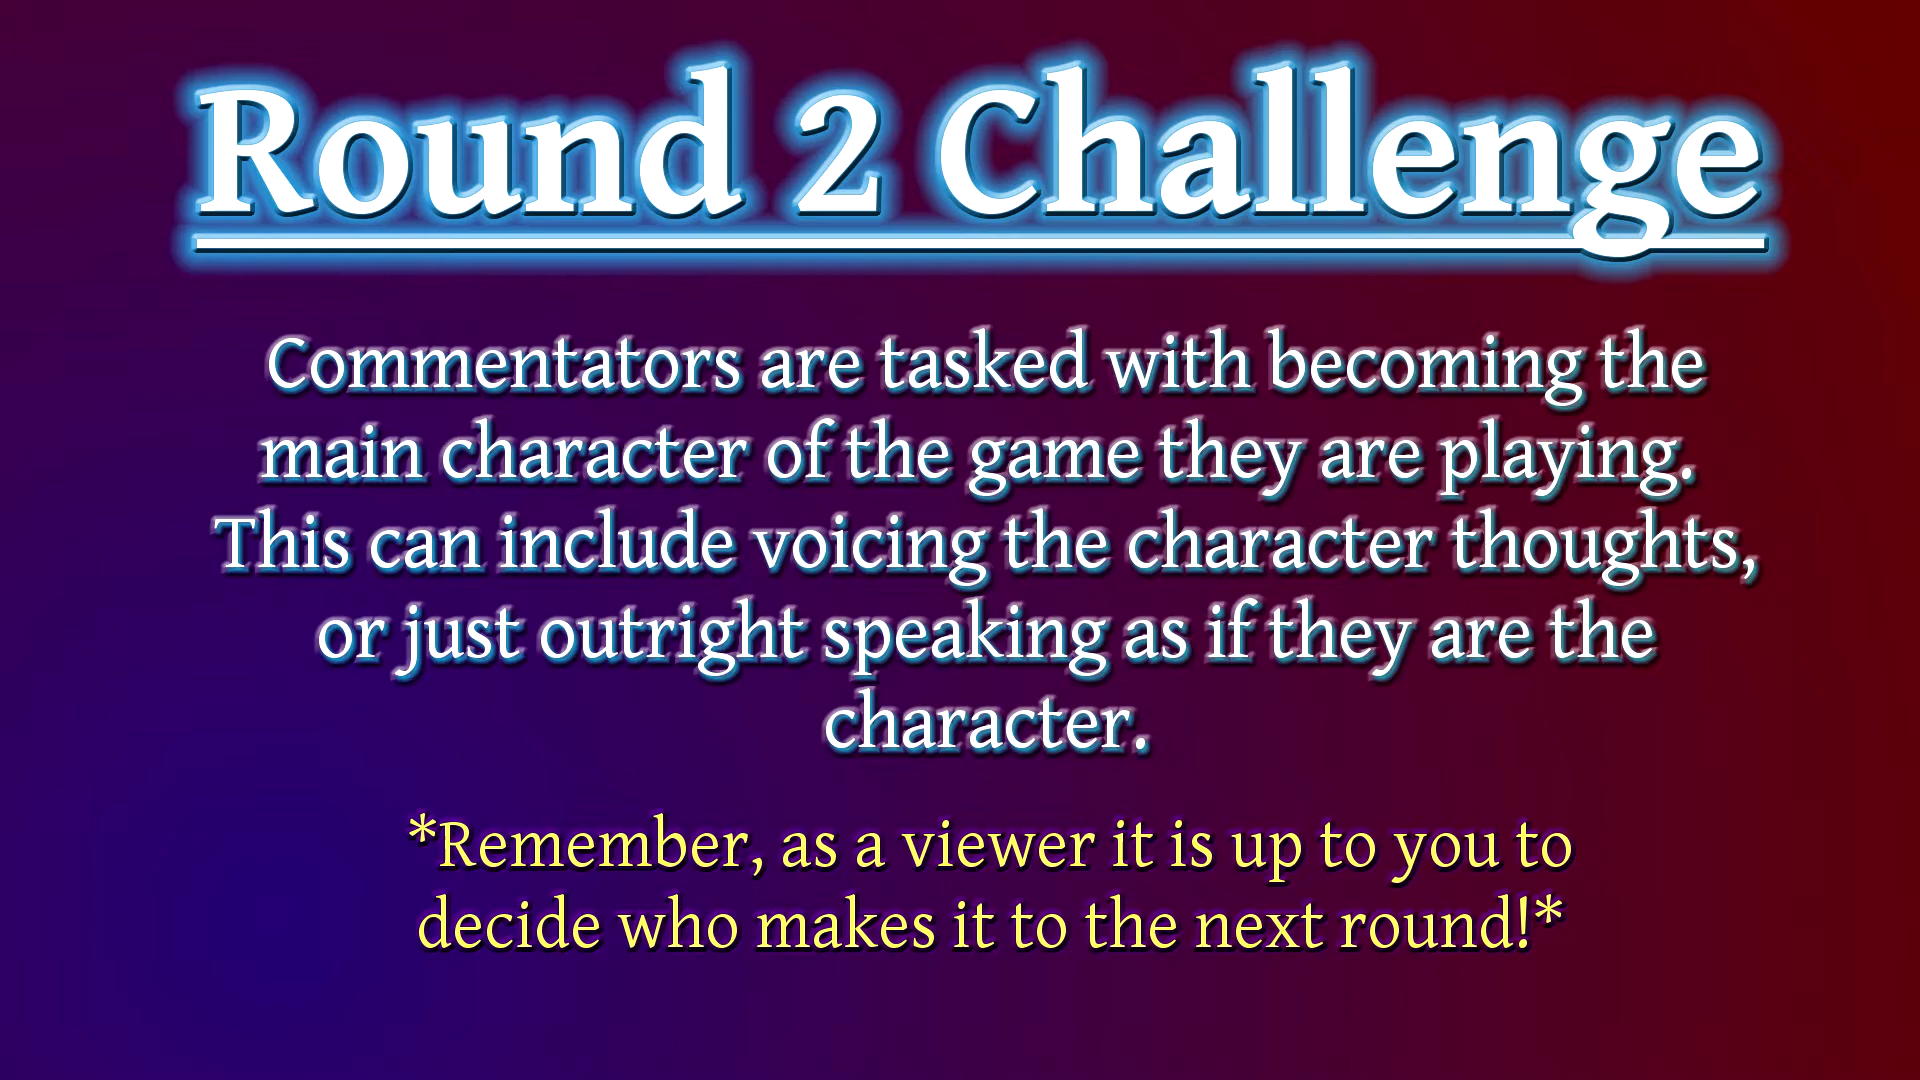 Round 2 Challenge
Commentators are tasked with becoming the
main character of the game they are playing.
This can include voicing the character thoughts,
or just outright speaking as if they are the
character.
*Remember, as a viewer it is up to you to
decide who makes it to the next round!*